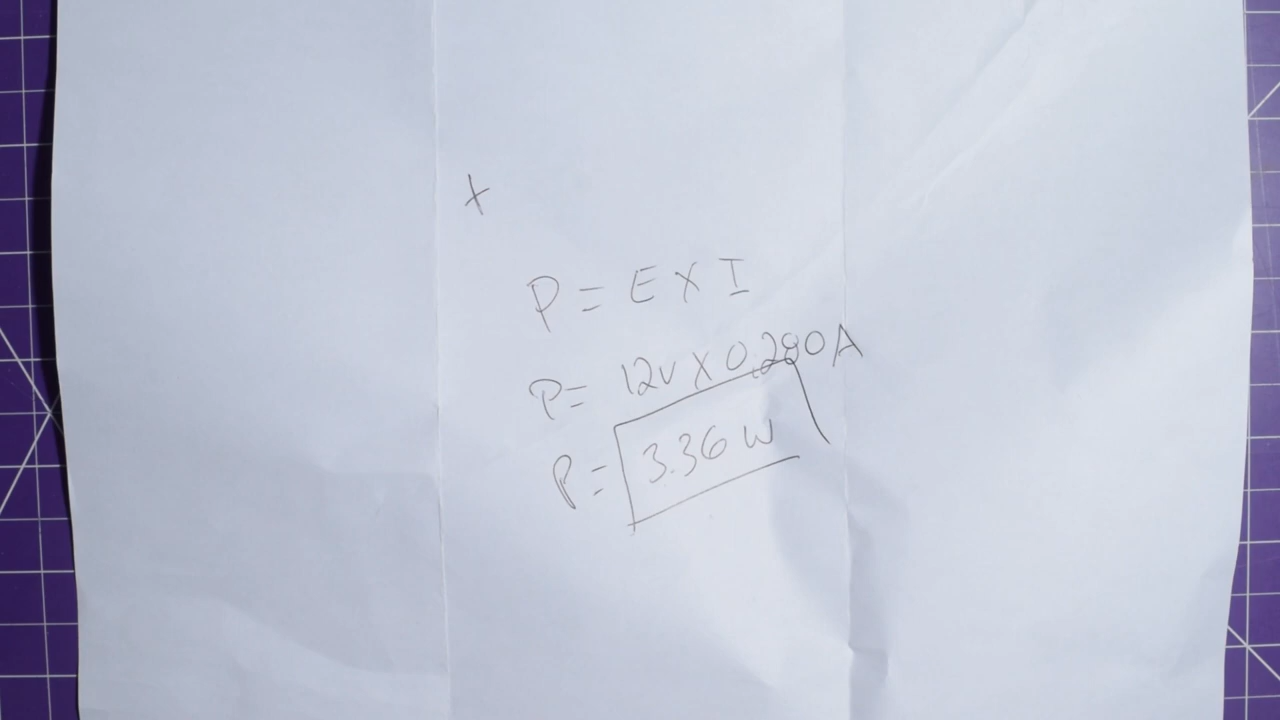 X
P = E X I
P= 12v X 0.280A
P= 3.36 W